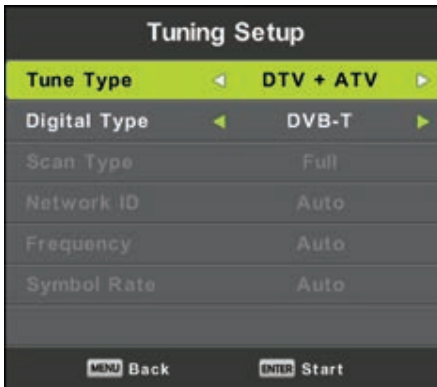 Tuning Setup
Tune Type DTV + ATV
Digital Type DVB-T
Scan Type Full
Network ID Auto
Frequency Auto
Symbol Rate Auto
MENU Back ENTER Start